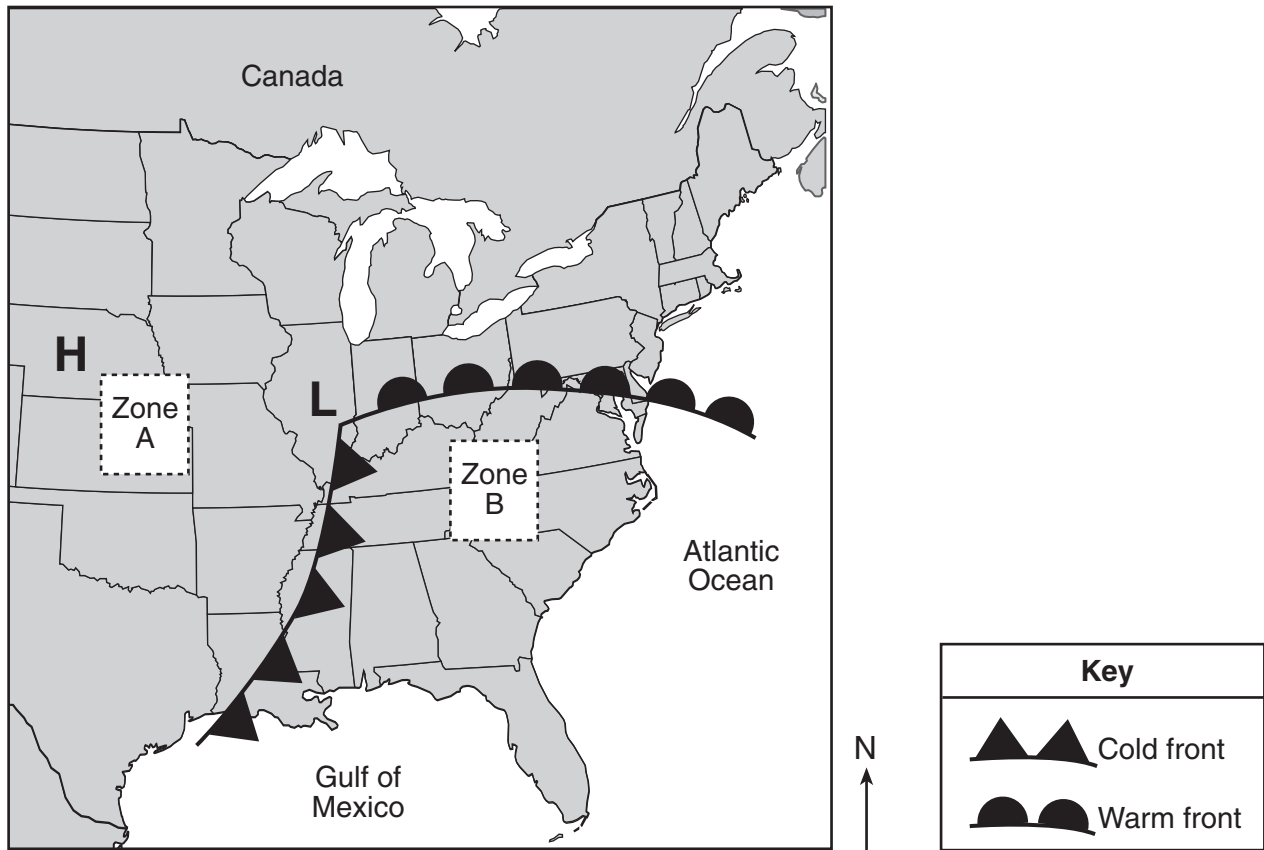 Canada
H
Zone
A
L
Zone
B
Atlantic
Ocean
Gulf of
Mexico
N
Key
Cold front
Warm front